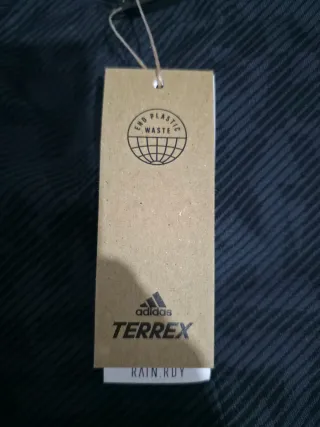 END PLASTIC
WASTE
adidas
TERREX
RAIN.RDY